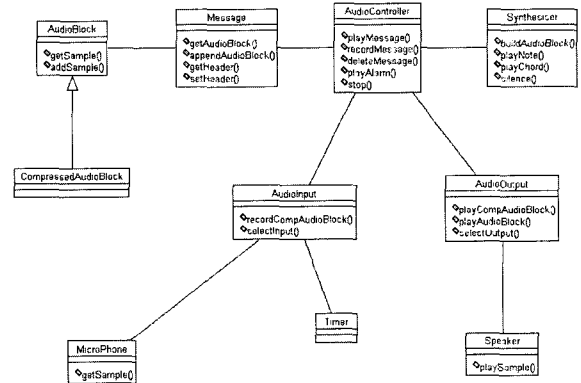 AudioBlock
getSample()
addSample()
Message
getAudioBlock()
appendAudioBlock()
getHeader()
setHeader()
AudioController
playMessage()
recordMessage()
deleteMessage()
playAlarm()
stop()
Synthesiser
buildAudioBlock()
playNote()
playChord()
silence()
CompressedAudioBlock
AudioInput
recordCompAudioBlock()
selectInput()
AudioOutput
playCompAudioBlock()
playAudioBlock()
selectOutput()
Timer
MicroPhone
getSample()
Speaker
playSample()